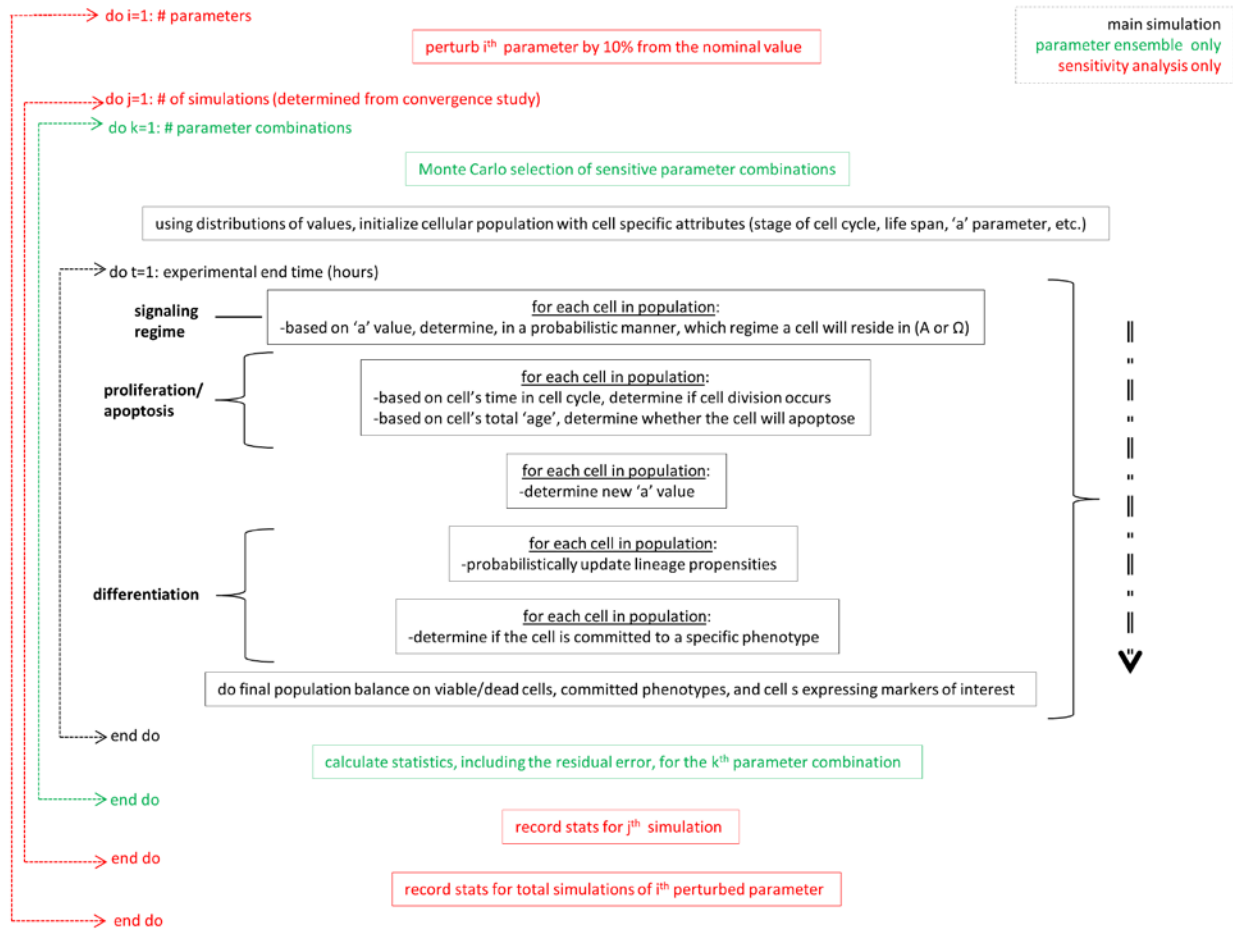 do i=1: # parameters
main simulation
parameter ensemble only
sensitivity analysis only
perturb iᵗʰ parameter by 10% from the nominal value
do j=1: # of simulations (determined from convergence study)
do k=1: # parameter combinations
Monte Carlo selection of sensitive parameter combinations
using distributions of values, initialize cellular population with cell specific attributes (stage of cell cycle, life span, ‘a’ parameter, etc.)
do t=1: experimental end time (hours)
signaling
regime
for each cell in population:
-based on ‘a’ value, determine, in a probabilistic manner, which regime a cell will reside in (A or Ω)
proliferation/
apoptosis
for each cell in population:
-based on cell’s time in cell cycle, determine if cell division occurs
-based on cell’s total ‘age’, determine whether the cell will apoptose
for each cell in population:
-determine new ‘a’ value
differentiation
for each cell in population:
-probabilistically update lineage propensities
for each cell in population:
-determine if the cell is committed to a specific phenotype
do final population balance on viable/dead cells, committed phenotypes, and cell s expressing markers of interest
end do
calculate statistics, including the residual error, for the kᵗʰ parameter combination
end do
record stats for jᵗʰ simulation
end do
record stats for total simulations of iᵗʰ perturbed parameter
end do